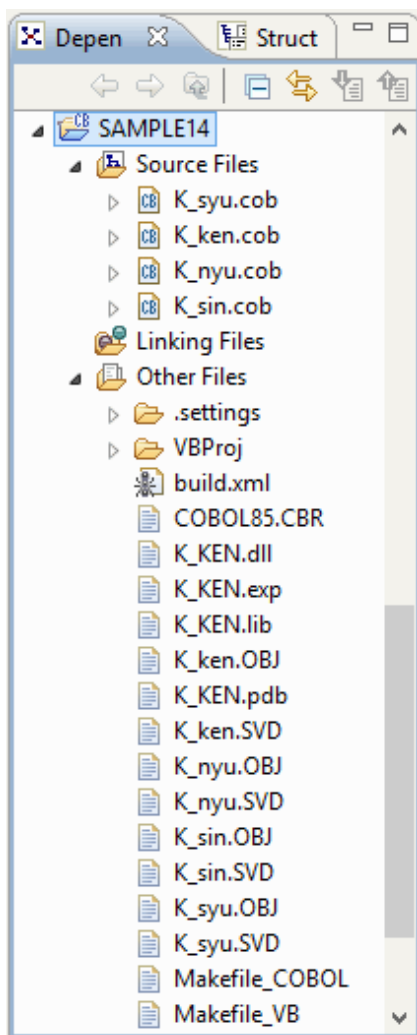 Depen Struct
SAMPLE14
Source Files
K_syu.cob
K_ken.cob
K_nyu.cob
K_sin.cob
Linking Files
Other Files
.settings
VBProj
build.xml
COBOL85.CBR
K_KEN.dll
K_KEN.exp
K_KEN.lib
K_ken.OBJ
K_KEN.pdb
K_ken.SVD
K_nyu.OBJ
K_nyu.SVD
K_sin.OBJ
K_sin.SVD
K_syu.OBJ
K_syu.SVD
Makefile_COBOL
Makefile_VB